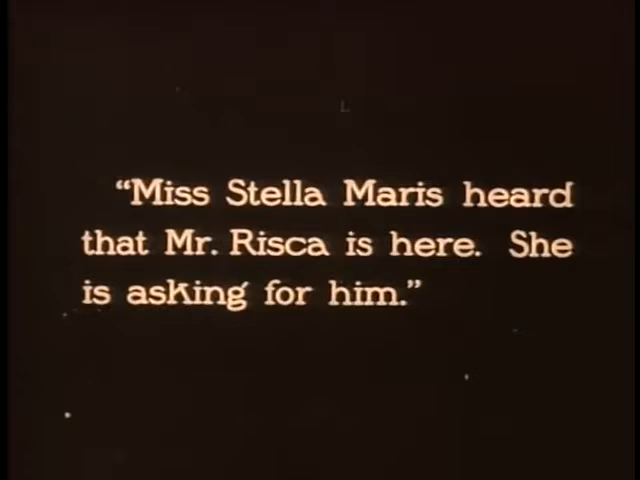 “Miss Stella Maris heard
that Mr. Risca is here. She
is asking for him.”